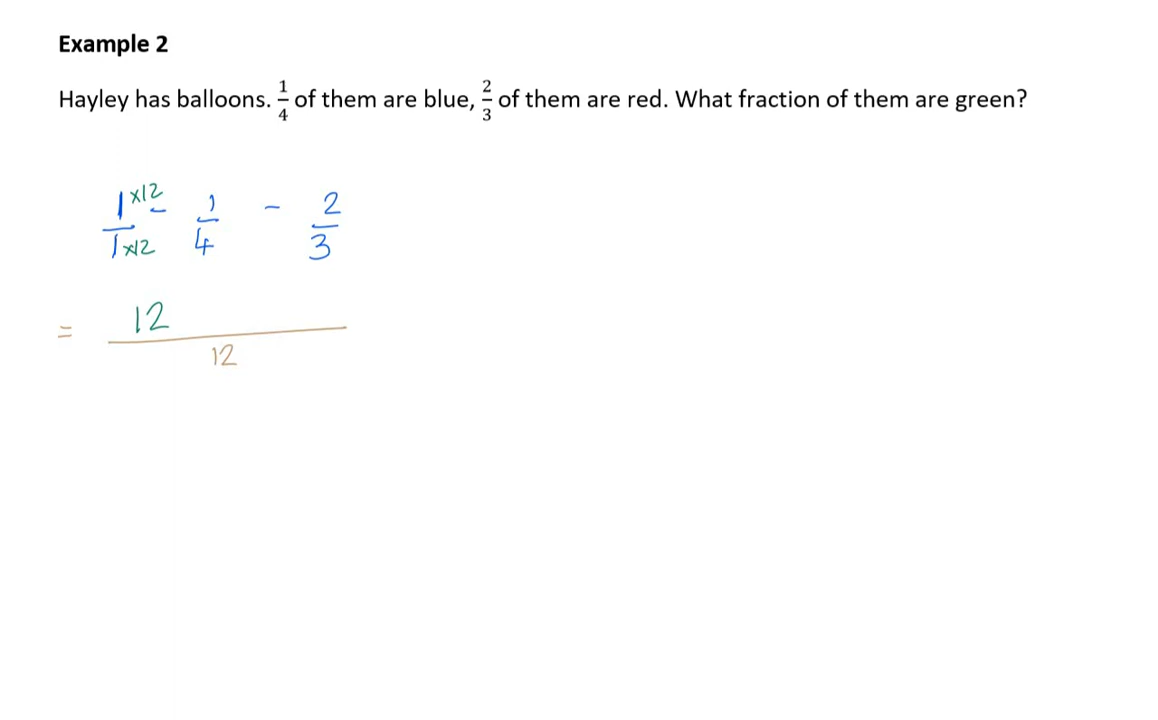 Example 2
Hayley has balloons. 1/4 of them are blue, 2/3 of them are red. What fraction of them are green?
1×12/1×12 - 1/4 - 2/3
= 12/12